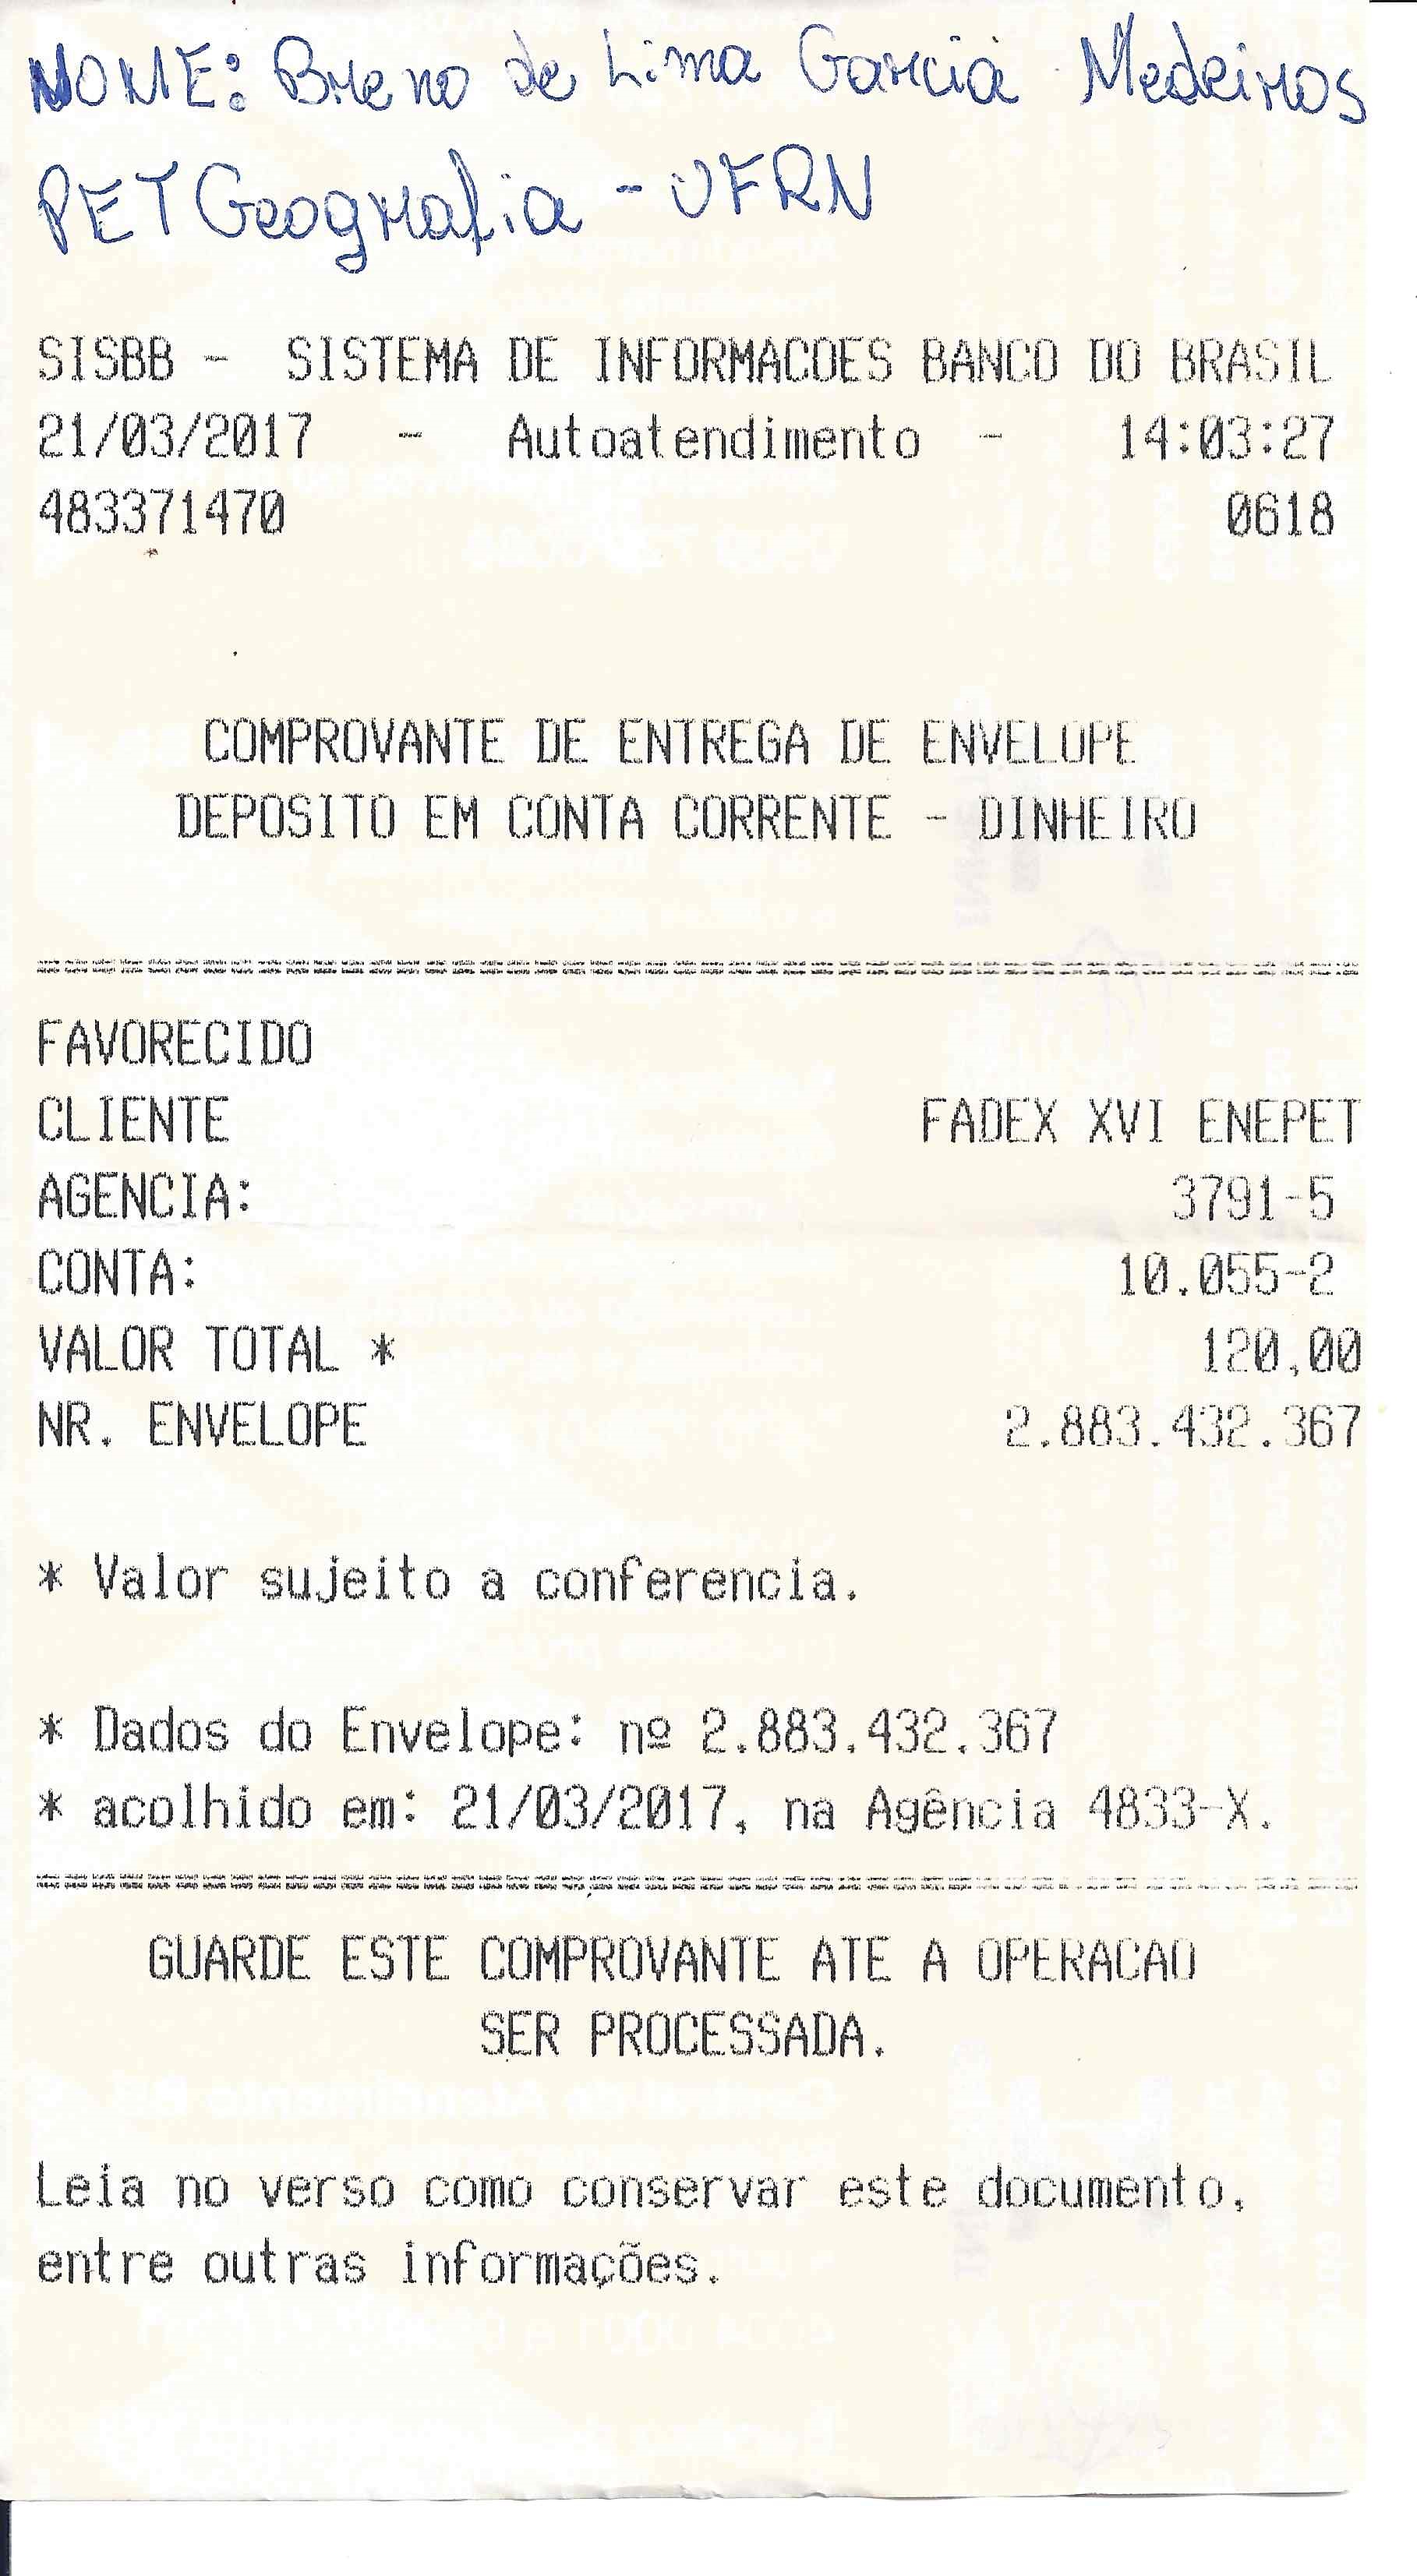 NOME: Breno de Lima Garcia Medeiros
PET Geografia - UFRN
SISBB - SISTEMA DE INFORMACOES BANCO DO BRASIL
21/03/2017 - Autoatendimento - 14:03:27
483371470 0618
COMPROVANTE DE ENTREGA DE ENVELOPE
DEPOSITO EM CONTA CORRENTE - DINHEIRO
FAVORECIDO
CLIENTE FADEX XVI ENEPET
AGENCIA: 3791-5
CONTA: 10.055-2
VALOR TOTAL * 120,00
NR. ENVELOPE 2.883.432.367
* Valor sujeito a conferencia.
* Dados do Envelope: nº 2.883.432.367
* acolhido em: 21/03/2017, na Agência 4833-X.
GUARDE ESTE COMPROVANTE ATE A OPERACAO
SER PROCESSADA.
Leia no verso como conservar este documento,
entre outras informações.